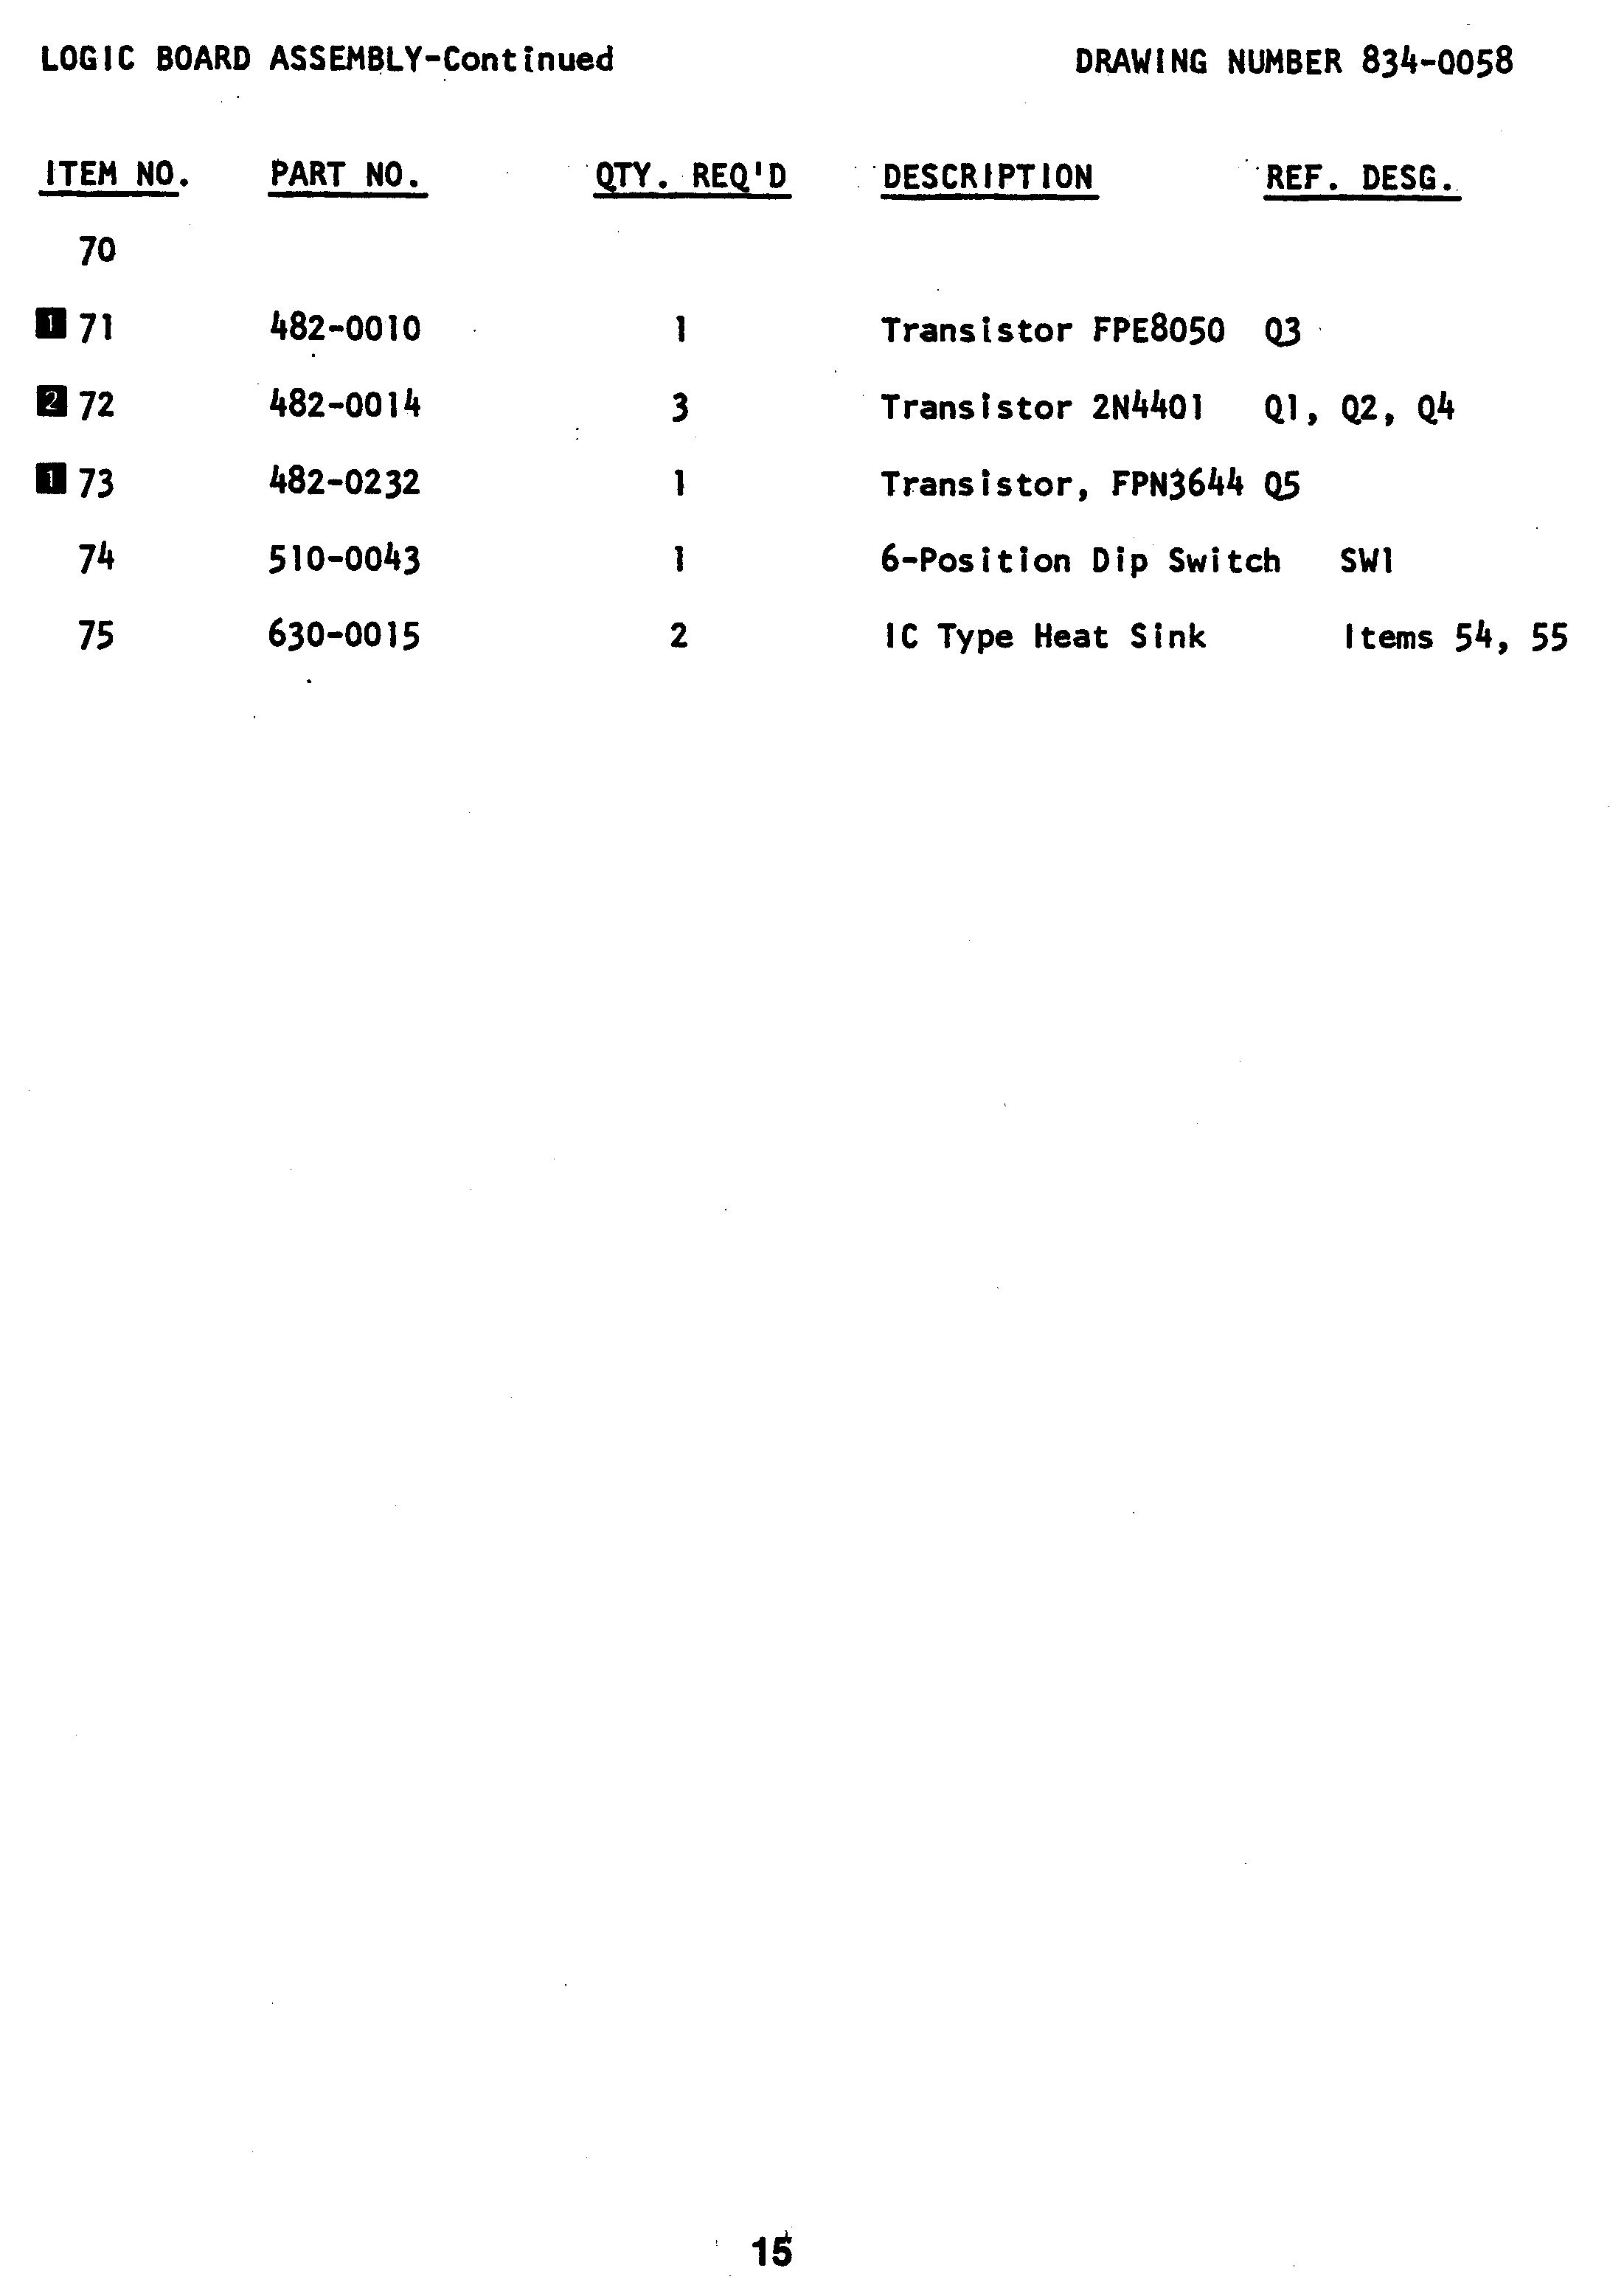 LOGIC BOARD ASSEMBLY-Continued DRAWING NUMBER 834-0058
ITEM NO. PART NO. QTY. REQ'D DESCRIPTION REF. DESG.
70
1 71 482-0010 1 Transistor FPE8050 Q3
2 72 482-0014 3 Transistor 2N4401 Q1, Q2, Q4
1 73 482-0232 1 Transistor, FPN3644 Q5
74 510-0043 1 6-Position Dip Switch SW1
75 630-0015 2 IC Type Heat Sink Items 54, 55
15